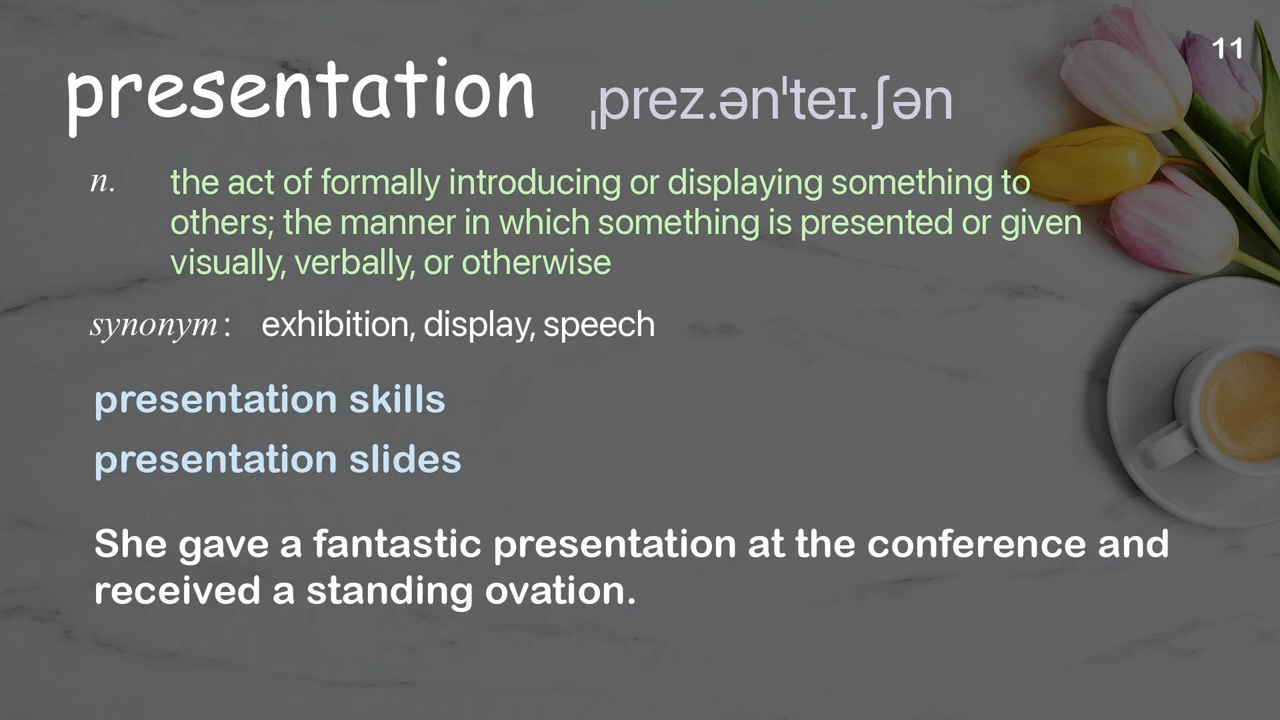 11
presentation ˌprez.ənˈteɪ.ʃən
n. the act of formally introducing or displaying something to
others; the manner in which something is presented or given
visually, verbally, or otherwise
synonym: exhibition, display, speech
presentation skills
presentation slides
She gave a fantastic presentation at the conference and
received a standing ovation.